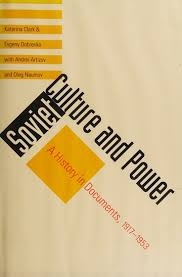 Katerina Clark &
Evgeny Dobrenko
with Andrei Artizov
and Oleg Naumov
Soviet
Culture and Power
A History in Documents, 1917–1953